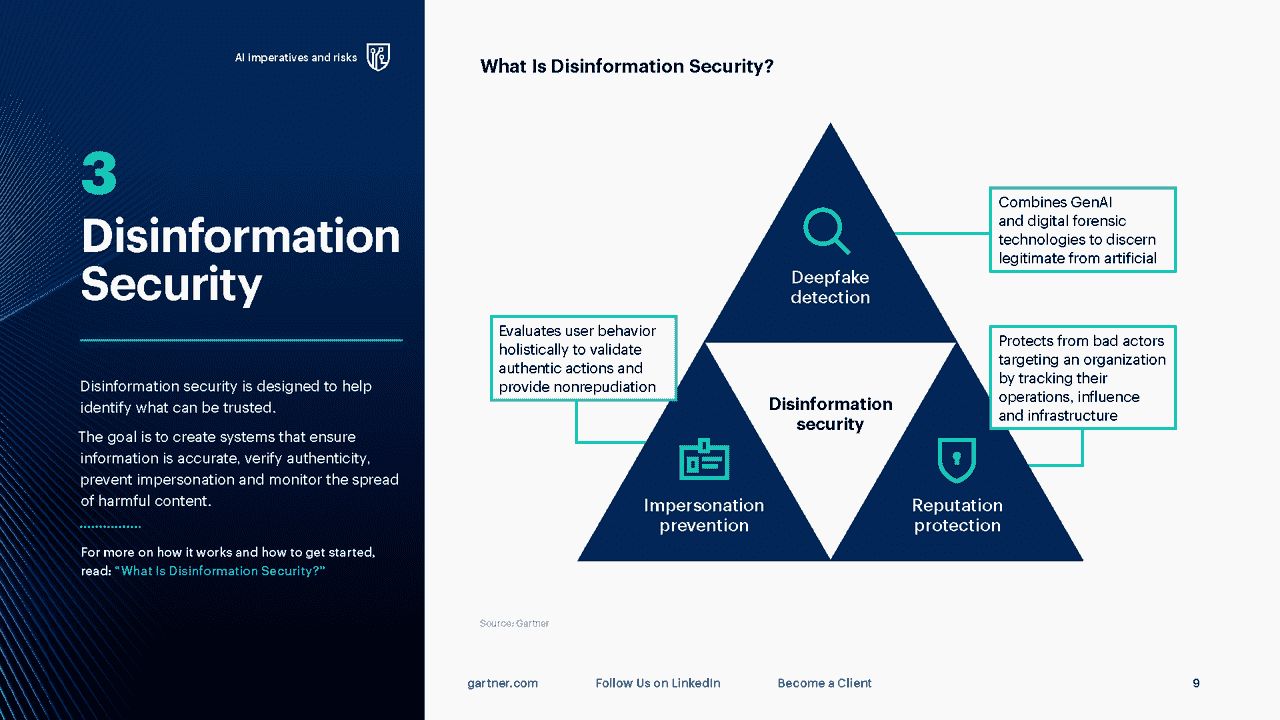 AI imperatives and risks
3
Disinformation
Security
Disinformation security is designed to help
identify what can be trusted.
The goal is to create systems that ensure
information is accurate, verify authenticity,
prevent impersonation and monitor the spread
of harmful content.
For more on how it works and how to get started,
read: “What Is Disinformation Security?”
What Is Disinformation Security?
Deepfake
detection
Combines GenAI
and digital forensic
technologies to discern
legitimate from artificial
Evaluates user behavior
holistically to validate
authentic actions and
provide nonrepudiation
Protects from bad actors
targeting an organization
by tracking their
operations, influence
and infrastructure
Disinformation
security
Impersonation
prevention
Reputation
protection
Source: Gartner
gartner.com
Follow Us on LinkedIn
Become a Client
9